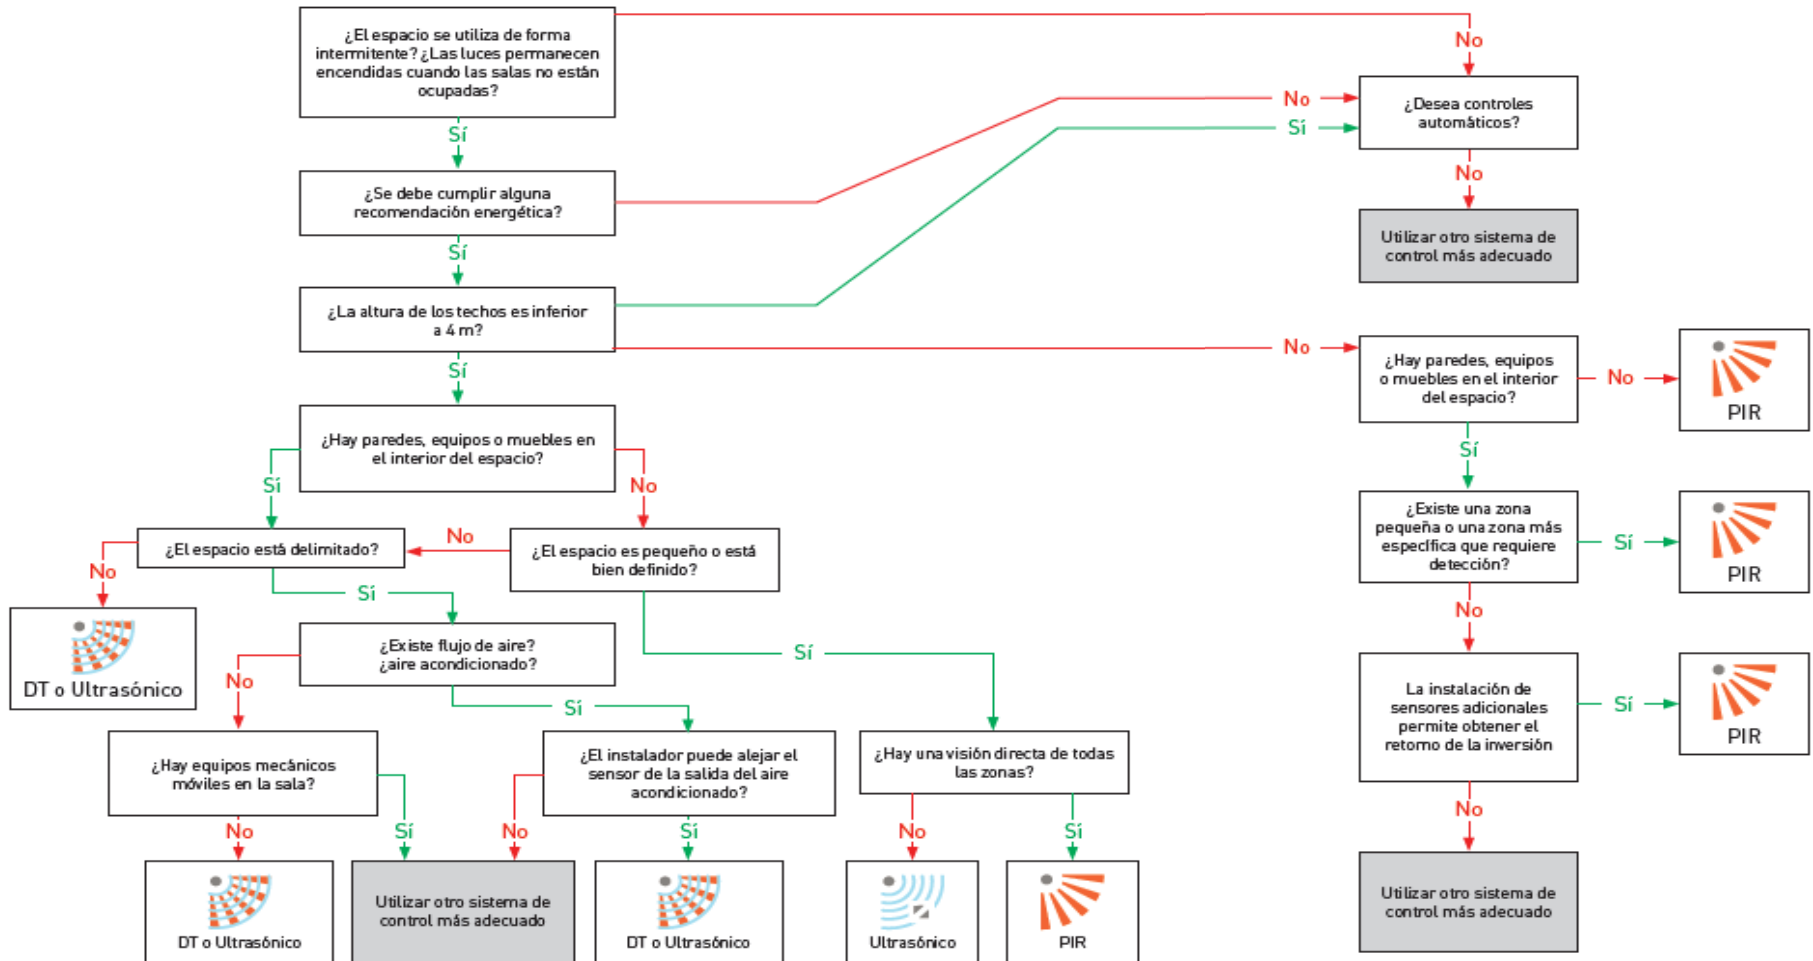 ¿El espacio se utiliza de forma
intermitente? ¿Las luces permanecen
encendidas cuando las salas no están
ocupadas?
No
¿Desea controles
automáticos?
No
Sí
Sí
No
¿Se debe cumplir alguna
recomendación energética?
Utilizar otro sistema de
control más adecuado
Sí
¿La altura de los techos es inferior
a 4 m?
No
Sí
¿Hay paredes, equipos
o muebles en el interior
del espacio?
No
PIR
¿Hay paredes, equipos o muebles en
el interior del espacio?
Sí
Sí
No
¿Existe una zona
pequeña o una zona más
específica que requiere
detección?
Sí
PIR
¿El espacio está delimitado?
No
¿El espacio es pequeño o está
bien definido?
No
Sí
No
DT o Ultrasónico
¿Existe flujo de aire?
¿aire acondicionado?
Sí
No
Sí
La instalación de
sensores adicionales
permite obtener el
retorno de la inversión
Sí
PIR
¿Hay equipos mecánicos
móviles en la sala?
¿El instalador puede alejar el
sensor de la salida del aire
acondicionado?
¿Hay una visión directa de todas
las zonas?
No
No
Sí
No
Sí
No
Sí
DT o Ultrasónico
Utilizar otro sistema de
control más adecuado
DT o Ultrasónico
Ultrasónico
PIR
Utilizar otro sistema de
control más adecuado